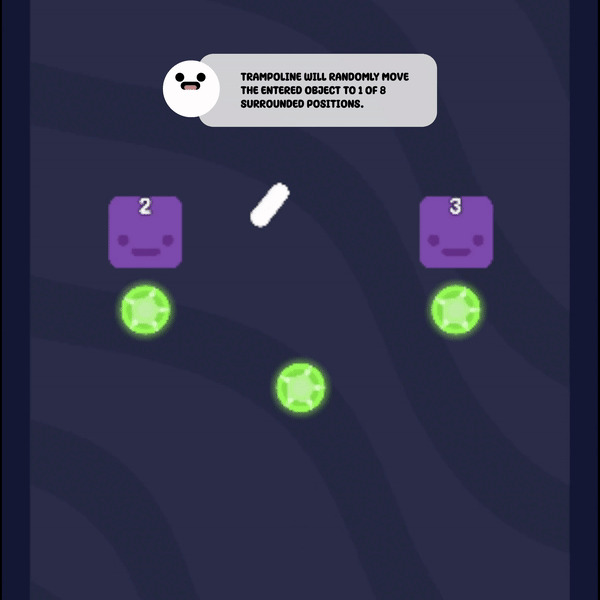 TRAMPOLINE WILL RANDOMLY MOVE
THE ENTERED OBJECT TO 1 OF 8
SURROUNDED POSITIONS.
2
3